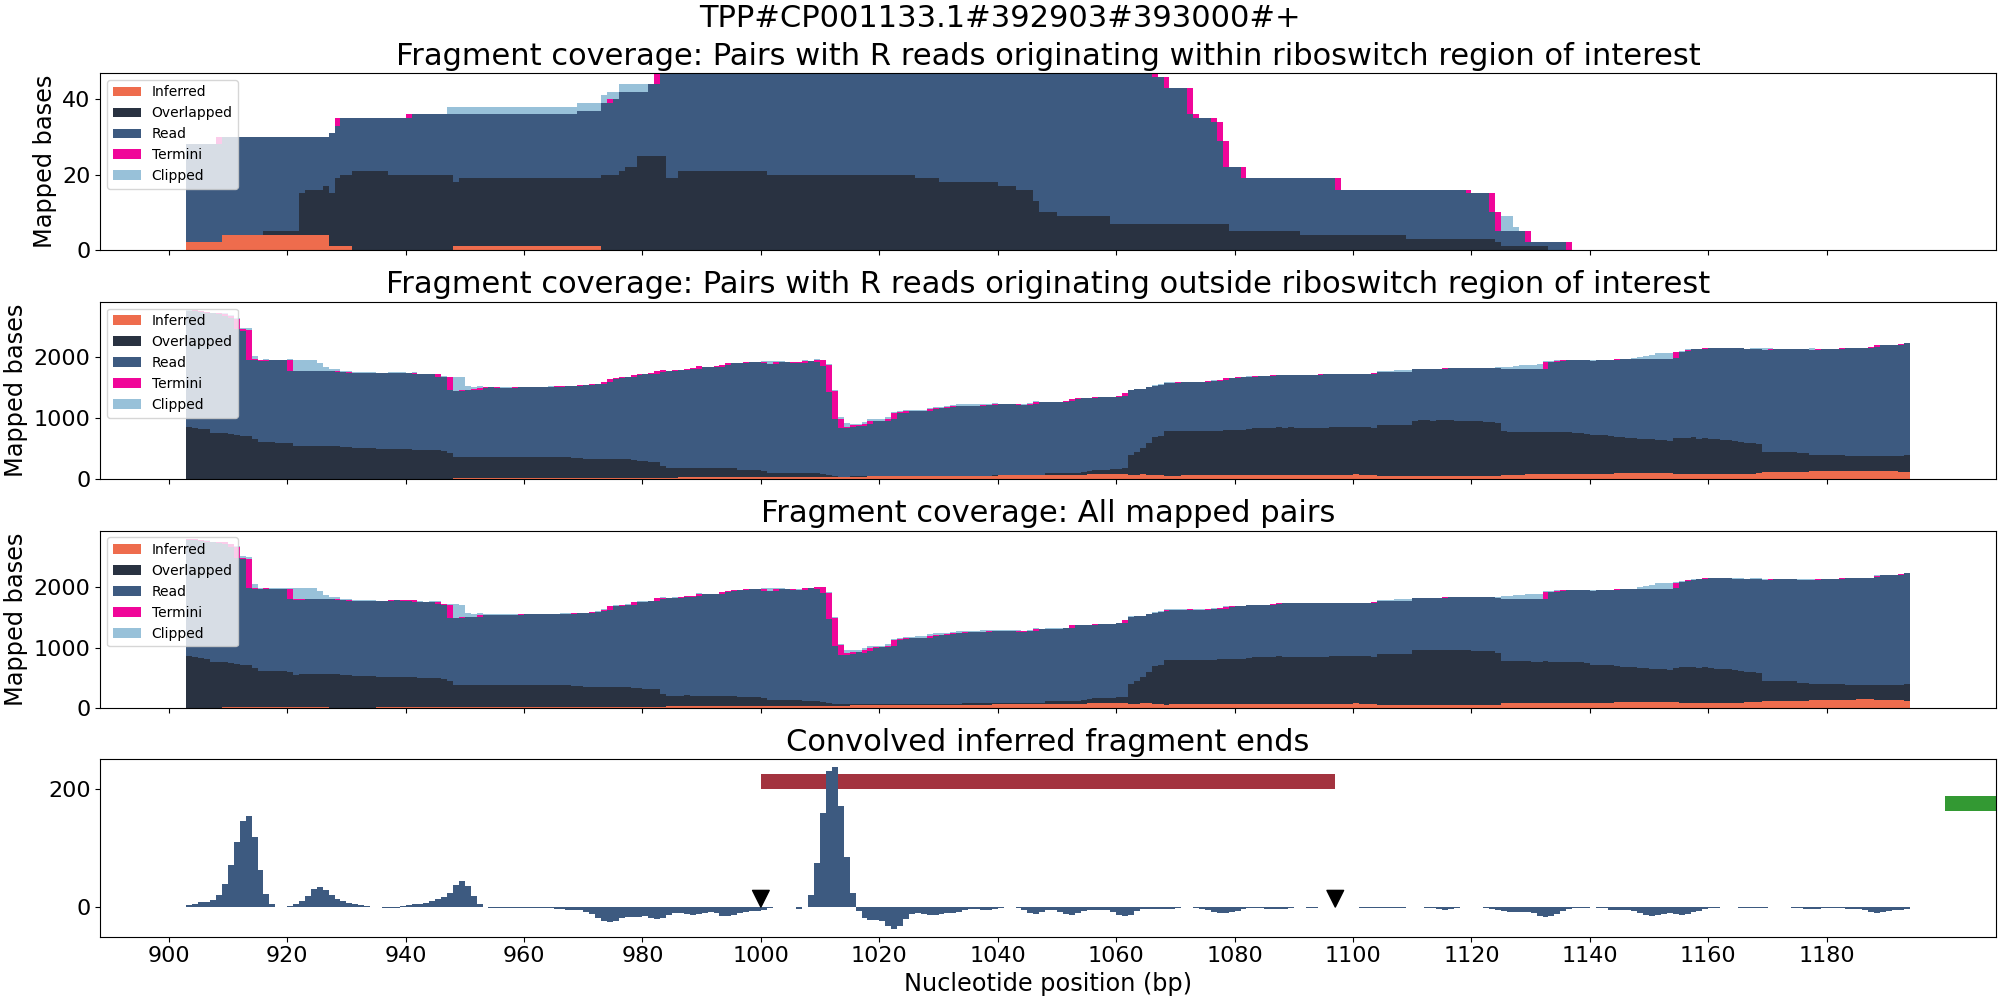 TPP#CP001133.1#392903#393000#+
Fragment coverage: Pairs with R reads originating within riboswitch region of interest
Mapped bases
40
20
0
Inferred
Overlapped
Read
Termini
Clipped
Fragment coverage: Pairs with R reads originating outside riboswitch region of interest
Mapped bases
2000
1000
0
Inferred
Overlapped
Read
Termini
Clipped
Fragment coverage: All mapped pairs
Mapped bases
2000
1000
0
Inferred
Overlapped
Read
Termini
Clipped
Convolved inferred fragment ends
200
0
900 920 940 960 980 1000 1020 1040 1060 1080 1100 1120 1140 1160 1180
Nucleotide position (bp)